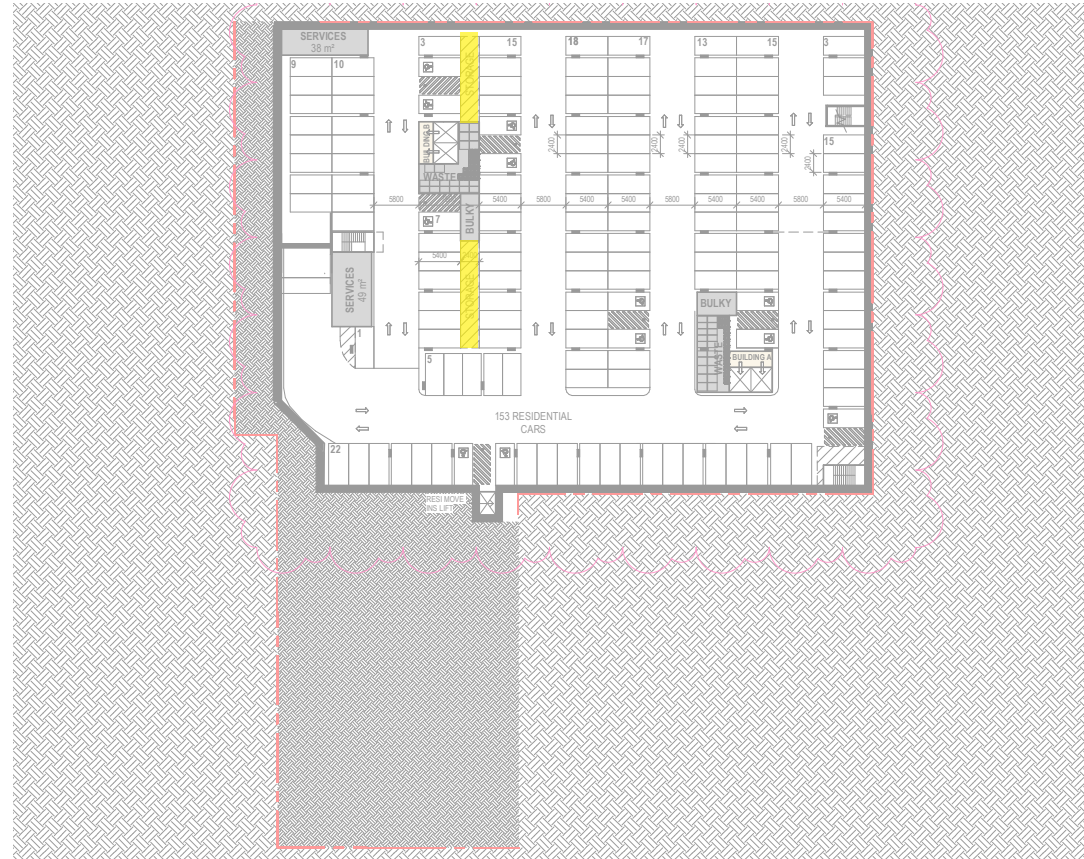 SERVICES
38 m²
3
15
18
17
13
15
3
9
10
STORAGE
BUILDING B
2400
2400
2400
2400
2400
15
WASTE
5800
5400
5800
5400
5400
5800
5400
5400
5800
5400
7
BULKY
5400
SERVICES
49 m²
STORAGE
BULKY
1
WASTE
BUILDING A
5
153 RESIDENTIAL
CARS
22
RESI MOVE
INS LIFT